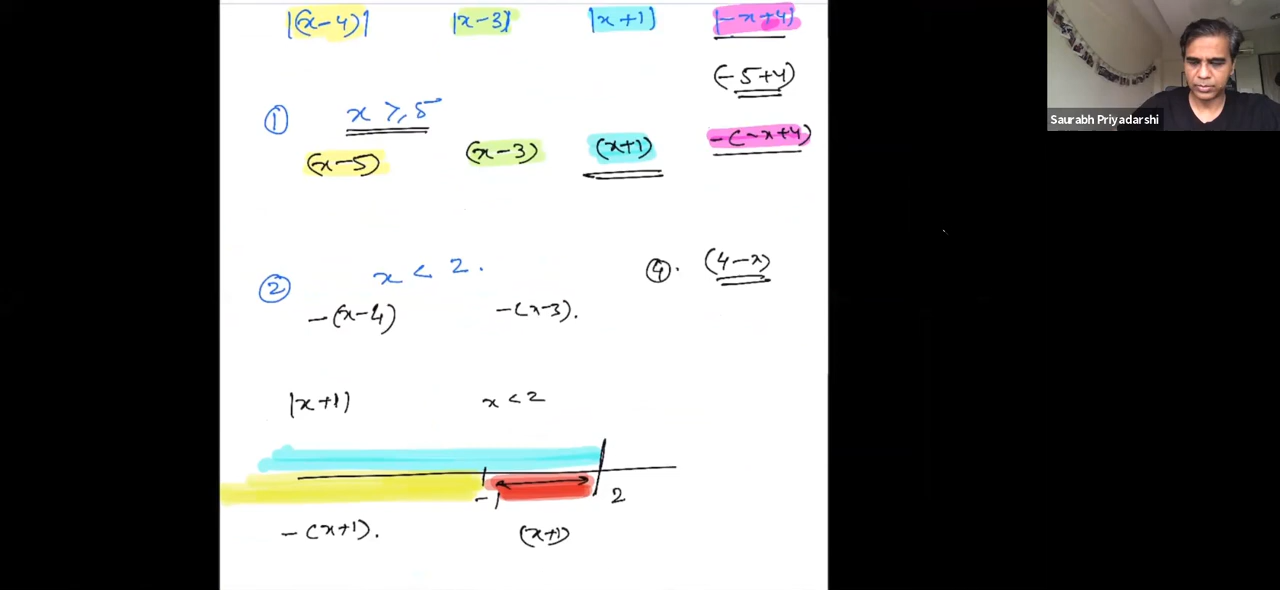 |(x-4)| |x-3| |x+1| |-x+4|
(-5+4)
① x ≥ 5
(x-5) (x-3) (x+1) -(-x+4)
② x < 2. ④. (4-x)
-(x-4) -(x-3).
|x+1| x < 2
-1 2
-(x+1). (x+1)
Saurabh Priyadarshi